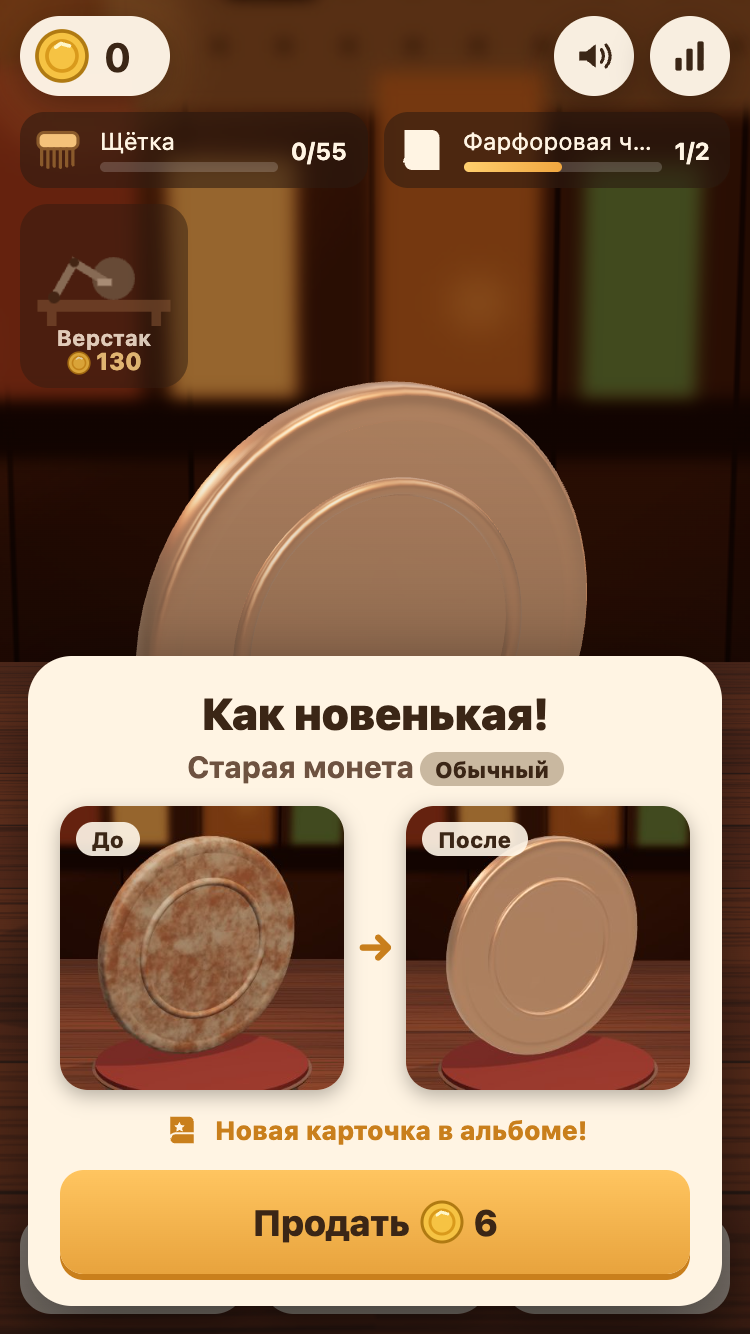 0
Щётка
0/55
Фарфоровая ч...
1/2
Верстак
130
Как новенькая!
Старая монета Обычный
До
После
Новая карточка в альбоме!
Продать 6